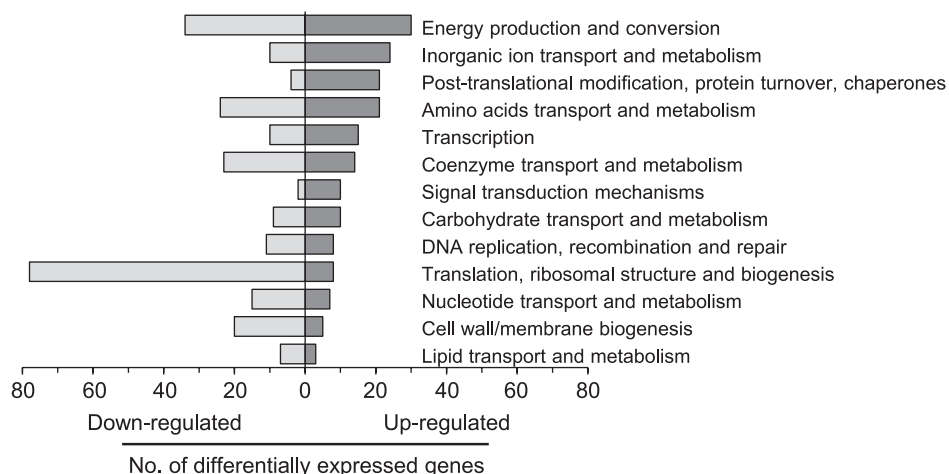 Energy production and conversion
Inorganic ion transport and metabolism
Post-translational modification, protein turnover, chaperones
Amino acids transport and metabolism
Transcription
Coenzyme transport and metabolism
Signal transduction mechanisms
Carbohydrate transport and metabolism
DNA replication, recombination and repair
Translation, ribosomal structure and biogenesis
Nucleotide transport and metabolism
Cell wall/membrane biogenesis
Lipid transport and metabolism
80 60 40 20 0 20 40 60 80
Down-regulated Up-regulated
No. of differentially expressed genes